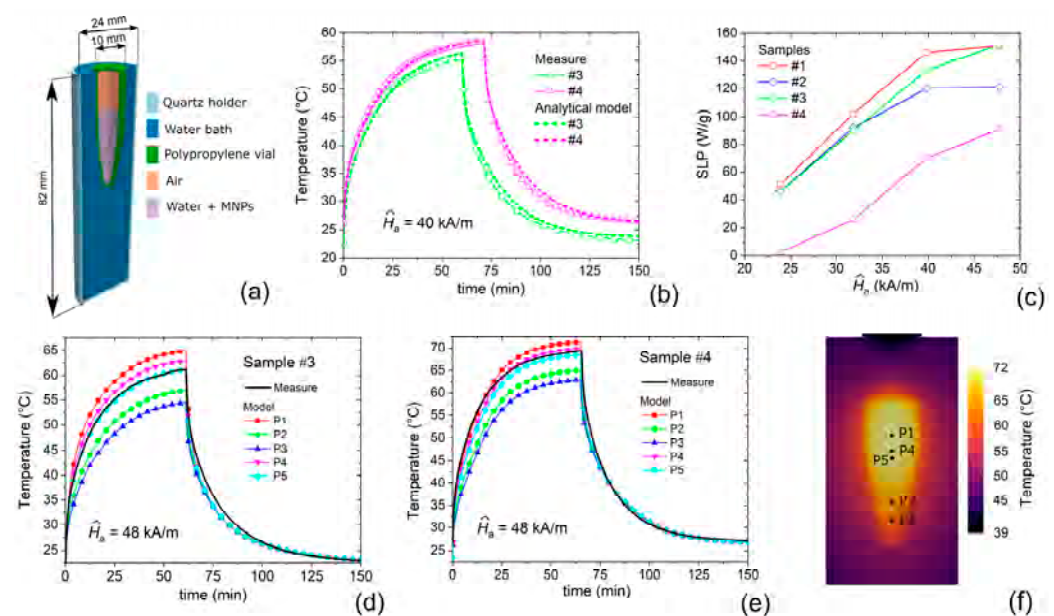 24 mm
10 mm
82 mm
Quartz holder
Water bath
Polypropylene vial
Air
Water + MNPs
(a)
60
55
50
45
40
35
30
25
20
Temperature (°C)
Measure
#3
#4
Analytical model
#3
#4
Ĥa = 40 kA/m
0 25 50 75 100 125 150
time (min)
(b)
160
140
120
100
80
60
40
20
0
SLP (W/g)
Samples
#1
#2
#3
#4
20 25 30 35 40 45 50
Ĥa (kA/m)
(c)
65
60
55
50
45
40
35
30
25
Temperature (°C)
Sample #3
Measure
Model
P1
P2
P3
P4
P5
Ĥa = 48 kA/m
0 25 50 75 100 125 150
time (min)
(d)
70
65
60
55
50
45
40
35
30
25
Temperature (°C)
Sample #4
Measure
Model
P1
P2
P3
P4
P5
Ĥa = 48 kA/m
0 25 50 75 100 125 150
time (min)
(e)
P1
P4
P5
72
65
60
55
50
45
39
Temperature (°C)
(f)